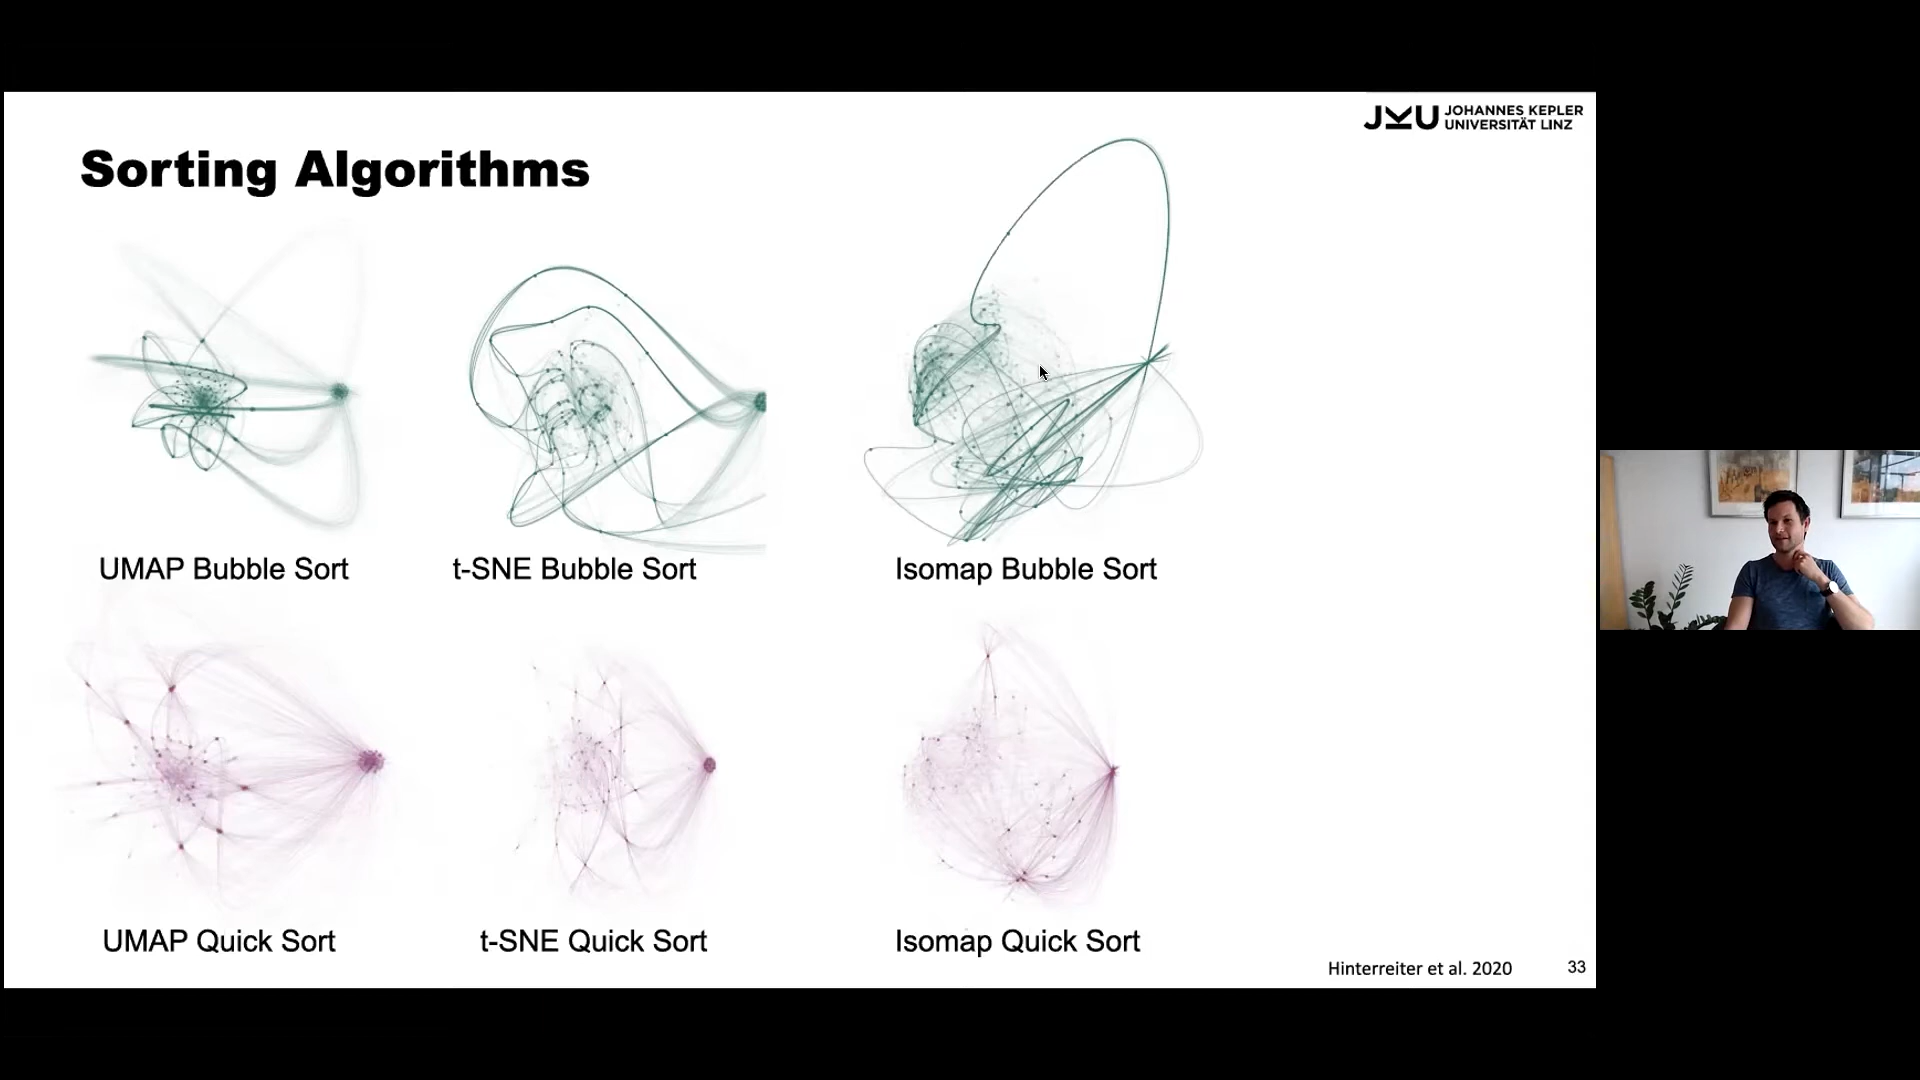 JKU JOHANNES KEPLER
UNIVERSITÄT LINZ
Sorting Algorithms
UMAP Bubble Sort
t-SNE Bubble Sort
Isomap Bubble Sort
UMAP Quick Sort
t-SNE Quick Sort
Isomap Quick Sort
Hinterreiter et al. 2020
33